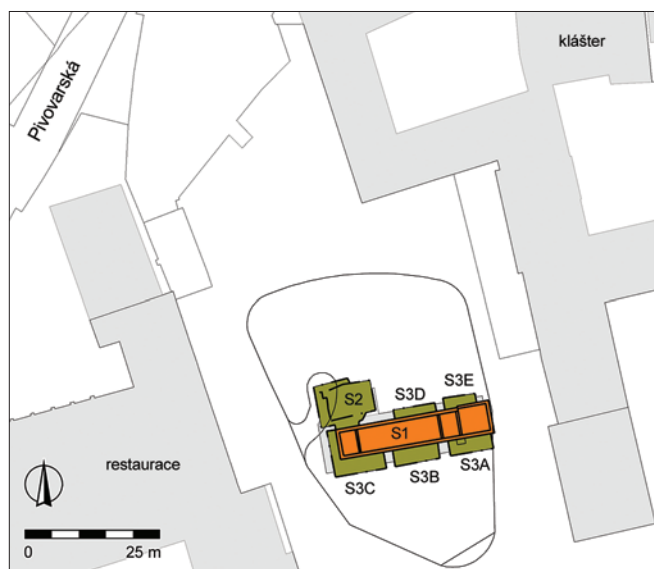 klášter
Pivovarská
S3E
S3D
S2
S1
S3A
S3B
S3C
restaurace
0 25 m